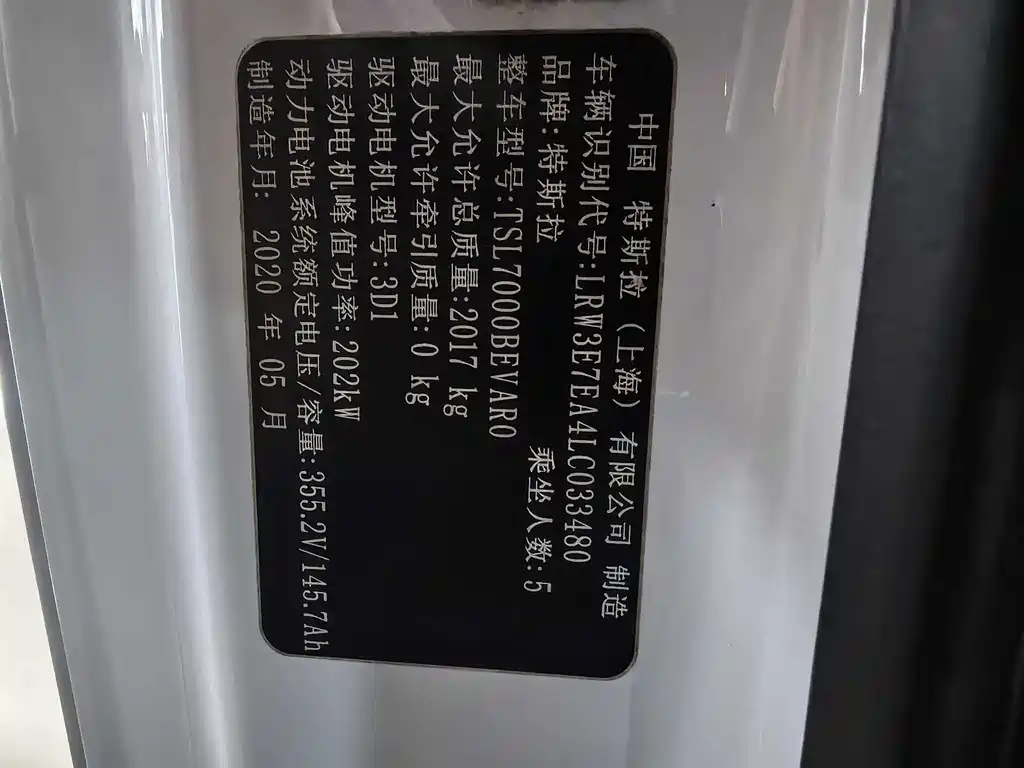 中国 特斯拉（上海）有限公司 制造
车辆识别代号:LRW3E7EA4LC033480
品牌:特斯拉 乘坐人数:5
整车型号:TSL7000BEVAR0
最大允许总质量:2017 kg
最大允许牵引质量:0 kg
驱动电机型号:3D1
驱动电机峰值功率:202kW
动力电池系统额定电压/容量:355.2V/145.7Ah
制造年月: 2020 年 05 月